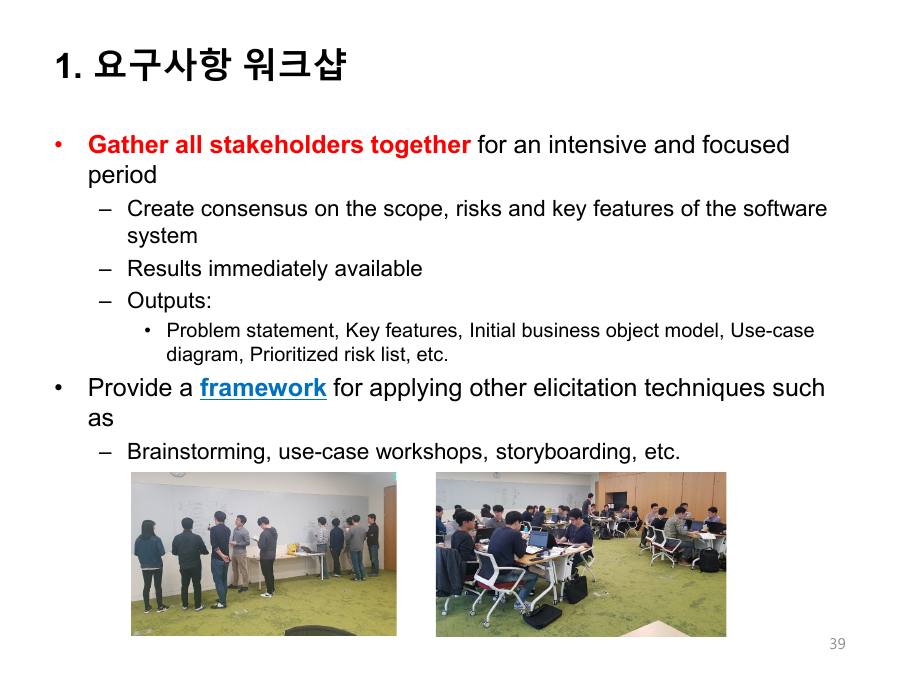 1. 요구사항 워크샵
• Gather all stakeholders together for an intensive and focused
period
– Create consensus on the scope, risks and key features of the software
system
– Results immediately available
– Outputs:
• Problem statement, Key features, Initial business object model, Use-case
diagram, Prioritized risk list, etc.
• Provide a framework for applying other elicitation techniques such
as
– Brainstorming, use-case workshops, storyboarding, etc.
39